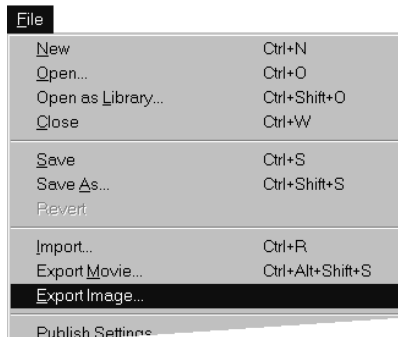 File
New Ctrl+N
Open... Ctrl+O
Open as Library... Ctrl+Shift+O
Close Ctrl+W
Save Ctrl+S
Save As... Ctrl+Shift+S
Revert
Import... Ctrl+R
Export Movie... Ctrl+Alt+Shift+S
Export Image...
Publish Settings